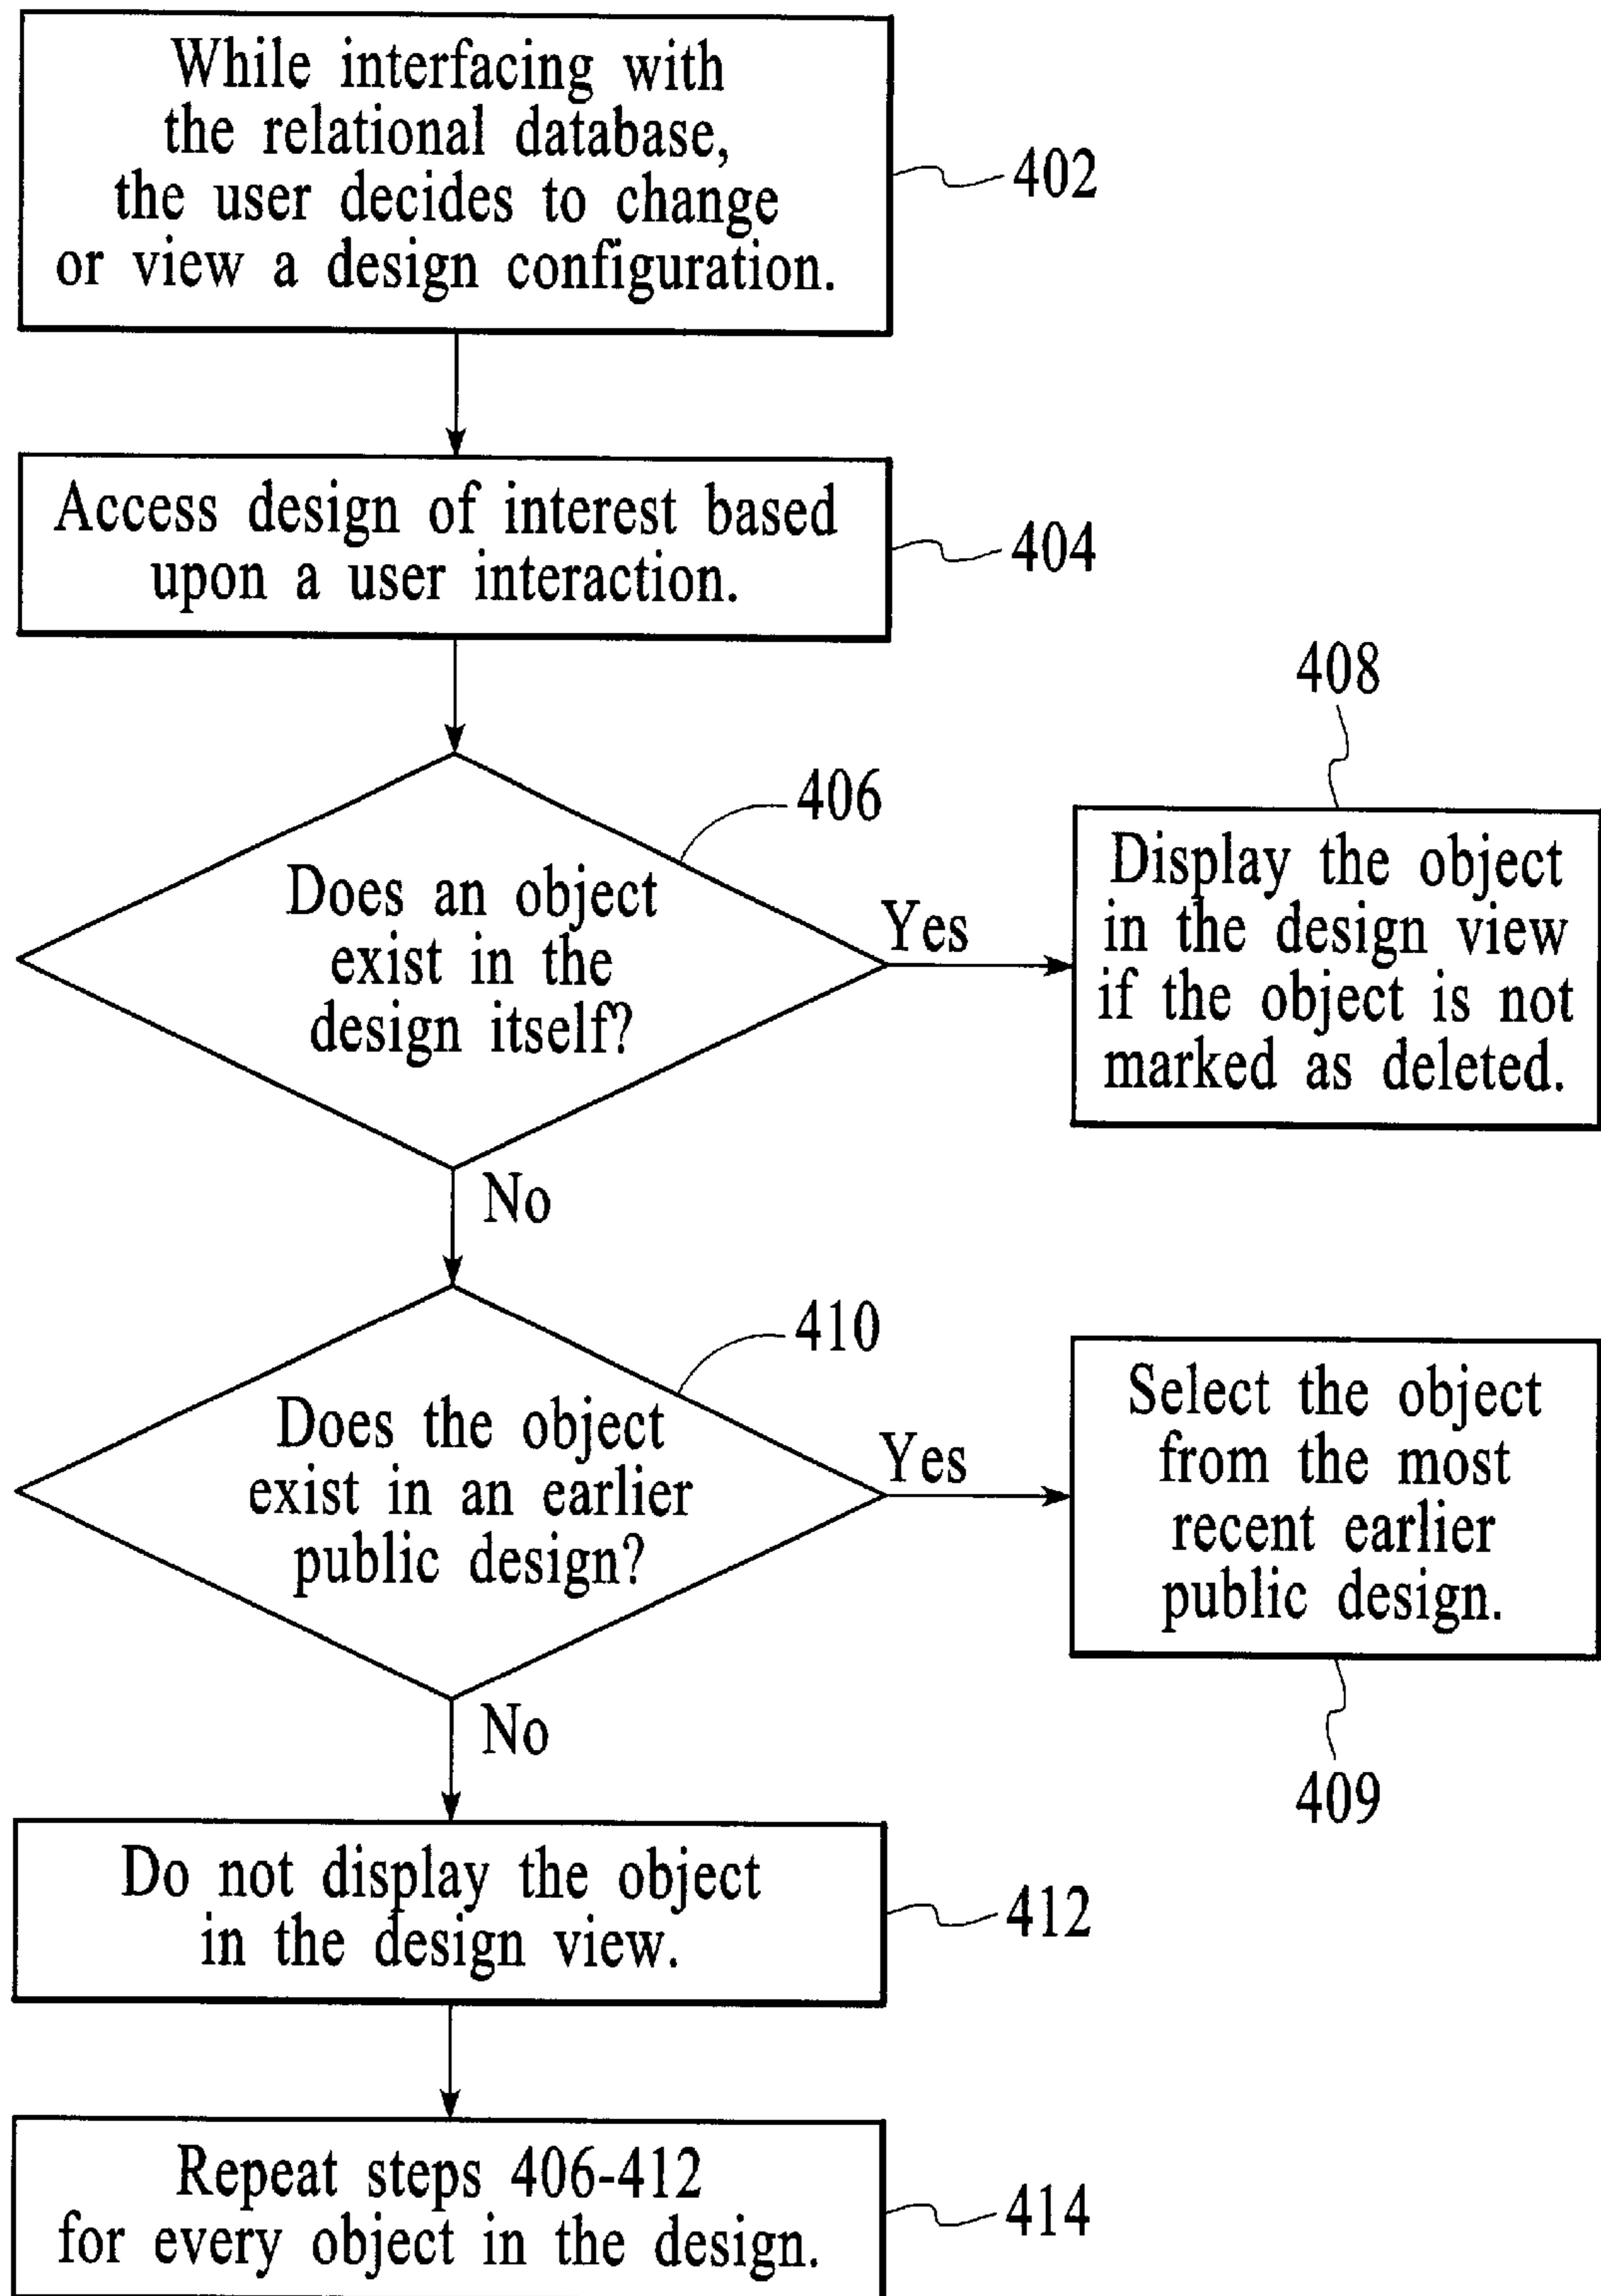 While interfacing with
the relational database,
the user decides to change
or view a design configuration.
402
Access design of interest based
upon a user interaction.
404
408
406
Does an object
exist in the
design itself?
Yes
Display the object
in the design view
if the object is not
marked as deleted.
No
410
Does the object
exist in an earlier
public design?
Yes
Select the object
from the most
recent earlier
public design.
No
409
Do not display the object
in the design view.
412
Repeat steps 406-412
for every object in the design.
414